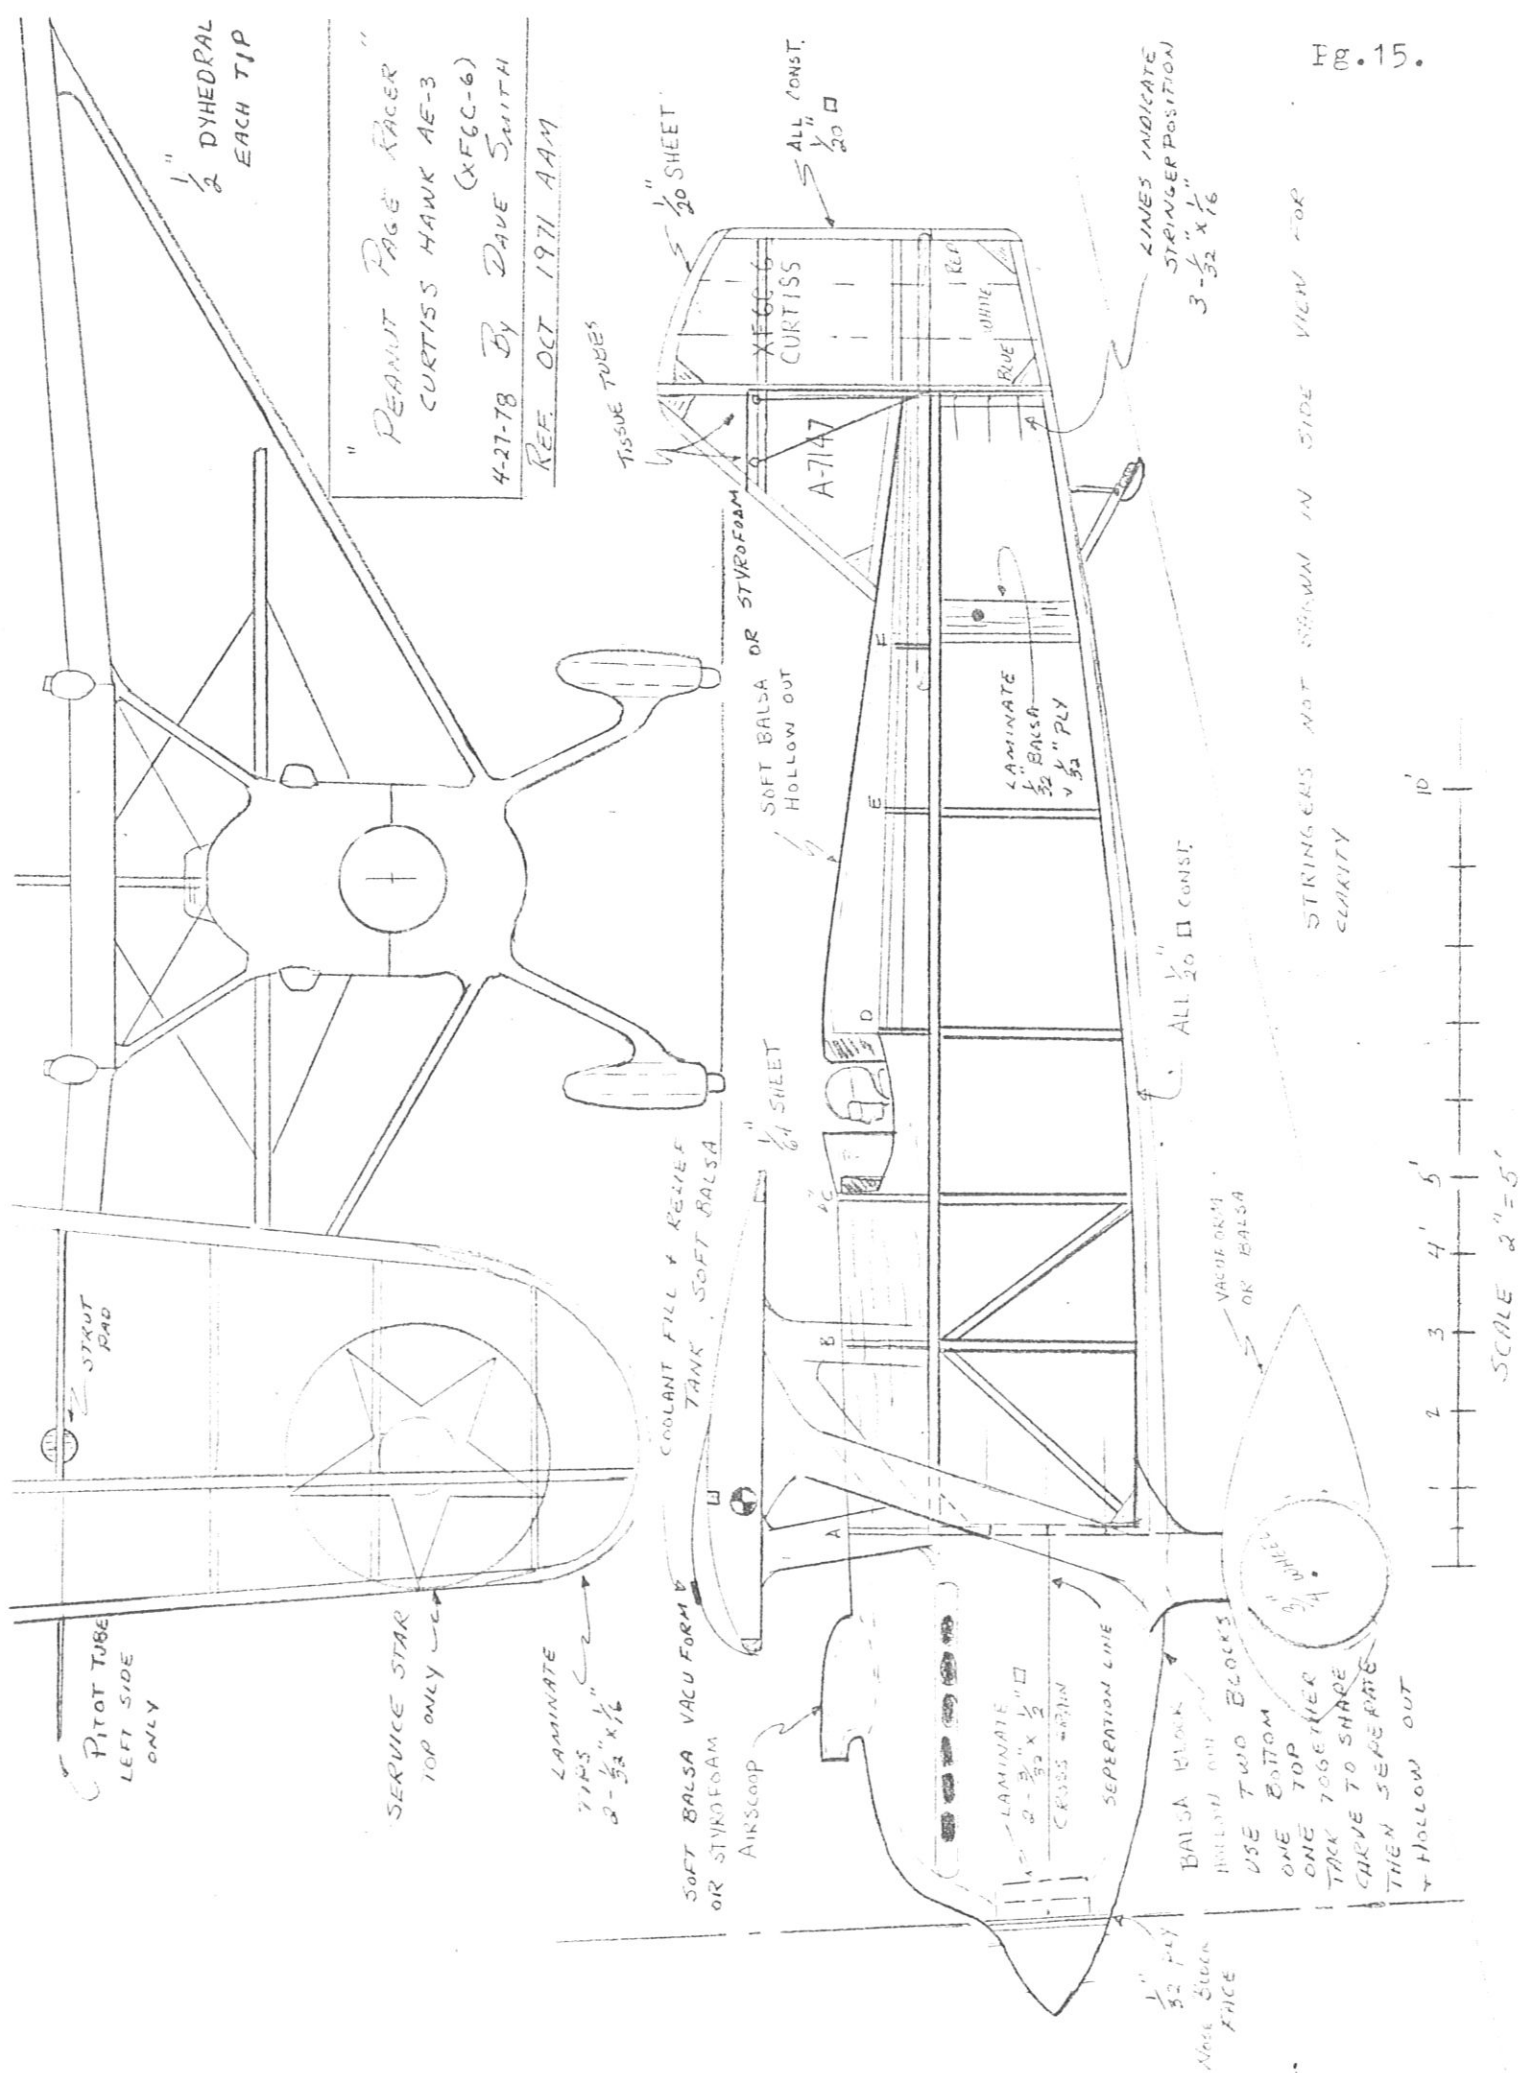 Pg.15.
1/2" DYHEDRAL
EACH TIP
" PEANUT PAGE RACER "
CURTISS HAWK AE-3
(XF6C-6)
4-27-78 By DAVE SMITH
REF. OCT 1971 AAM
PITOT TUBE
LEFT SIDE
ONLY
STRUT
PAD
SERVICE STAR
TOP ONLY
LAMINATE
TIPS
2-1/32" x 1/16"
COOLANT FILL & RELIEF
TANK SOFT BALSA
SOFT BALSA VACUFORM
OR STYROFOAM
AIRSCOOP
1/64" SHEET
SOFT BALSA OR STYROFOAM
HOLLOW OUT
TISSUE TUBES
1/20" SHEET
ALL CONST.
1/20" □
XF6C-6
CURTISS
A-7147
BLUE
WHITE
RED
LINES INDICATE
STRINGER POSITION
3-1/32" x 1/16"
A
B
C
D
E
E
LAMINATE
1/32" BALSA
& 1/32" PLY
ALL 1/20" □ CONST.
STRINGERS NOT SHOWN IN SIDE VIEW FOR
CLARITY
LAMINATE
2-3/32" x 1/2" □
CROSS GRAIN
SEPERATION LINE
1/32" PLY
NOSE BLOCK
FACE
BALSA BLOCK
HOLLOW OUT
USE TWO BLOCKS
ONE BOTTOM
ONE TOP
TACK TOGETHER
CARVE TO SHAPE
THEN SEPERATE
& HOLLOW OUT
3/4" WHEEL
VACUFORM
OR BALSA
1' 2 3 4' 5' 10'
SCALE 2" = 5'